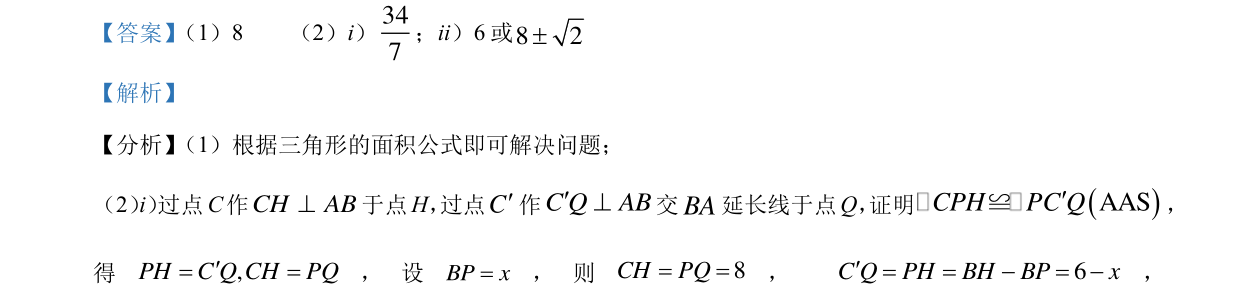 【答案】（1）8　　（2）i）34/7；ii）6 或 8±√2
【解析】
【分析】（1）根据三角形的面积公式即可解决问题；
（2）i)过点 C 作 CH ⊥ AB 于点 H，过点 C′ 作 C′Q ⊥ AB 交 BA 延长线于点 Q，证明□CPH≌□PC′Q(AAS)，
得 PH = C′Q, CH = PQ ，设 BP = x ，则 CH = PQ = 8 ， C′Q = PH = BH − BP = 6 − x ，